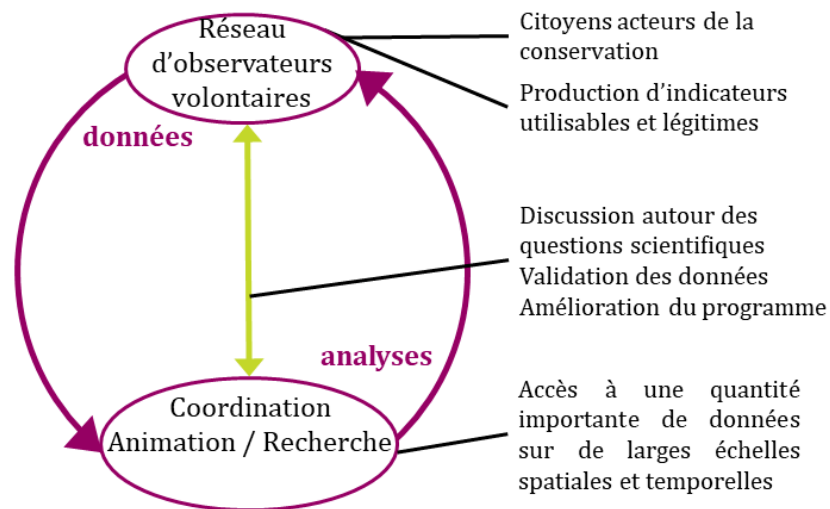 Réseau
d'observateurs
volontaires
données
analyses
Coordination
Animation / Recherche
Citoyens acteurs de la
conservation
Production d'indicateurs
utilisables et légitimes
Discussion autour des
questions scientifiques
Validation des données
Amélioration du programme
Accès à une quantité
importante de données
sur de larges échelles
spatiales et temporelles